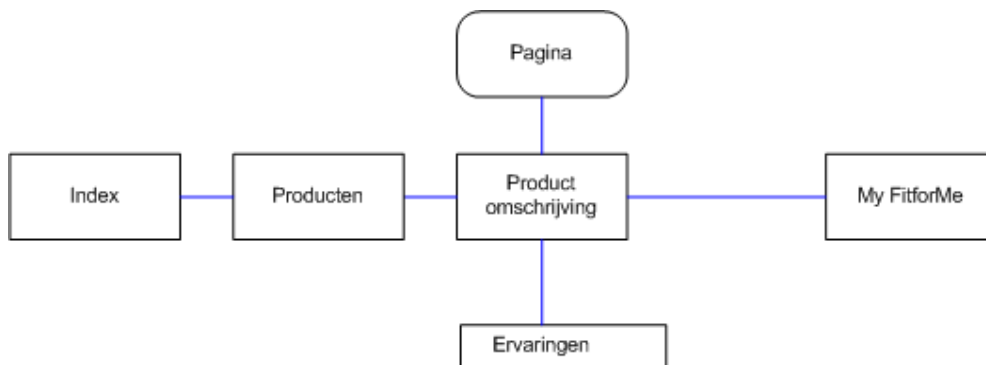 Pagina
Index
Producten
Product
omschrijving
My FitforMe
Ervaringen